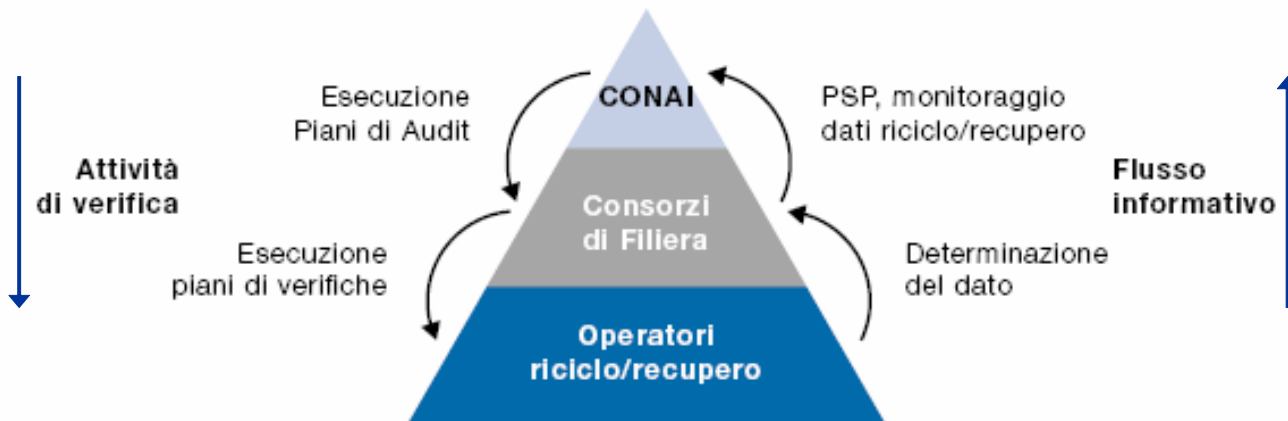 Esecuzione
Piani di Audit
CONAI
PSP, monitoraggio
dati riciclo/recupero
Attività
di verifica
Consorzi
di Filiera
Flusso
informativo
Esecuzione
piani di verifiche
Determinazione
del dato
Operatori
riciclo/recupero